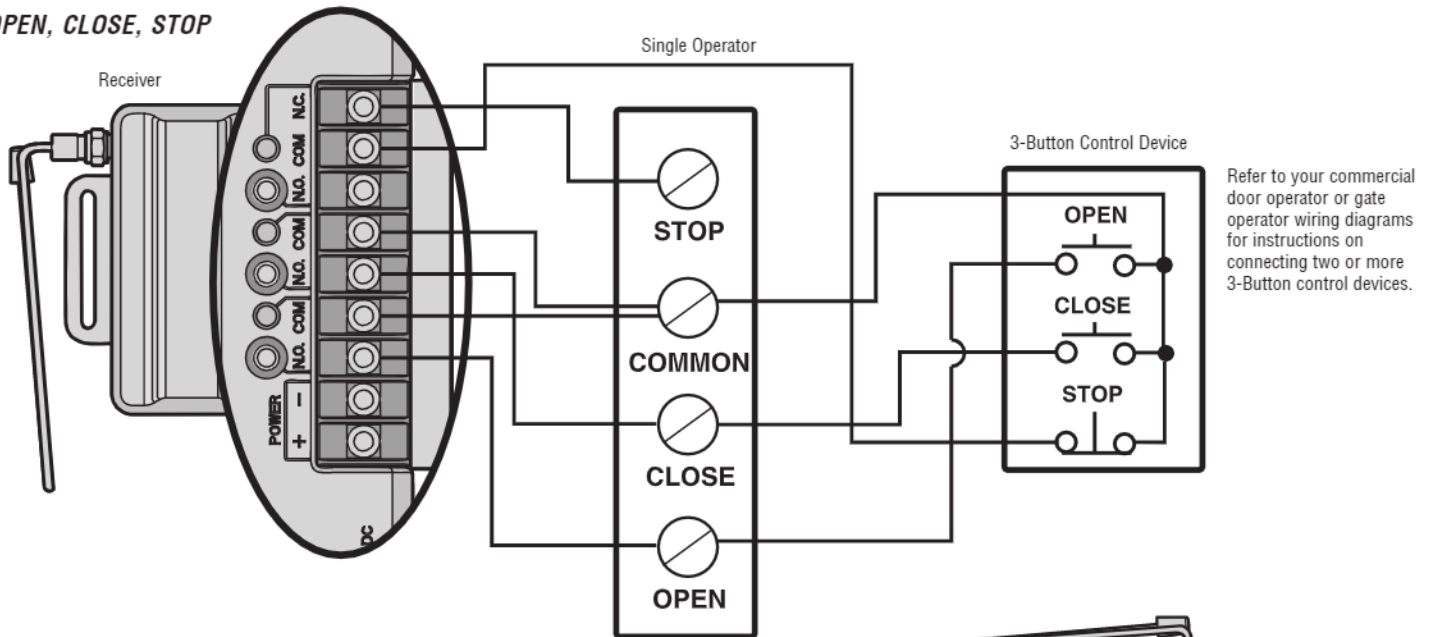 OPEN, CLOSE, STOP
Receiver
Single Operator
N.C.
COM
N.O.
COM
N.O.
COM
N.O.
POWER
−
+
DC
STOP
COMMON
CLOSE
OPEN
3-Button Control Device
OPEN
CLOSE
STOP
Refer to your commercial
door operator or gate
operator wiring diagrams
for instructions on
connecting two or more
3-Button control devices.